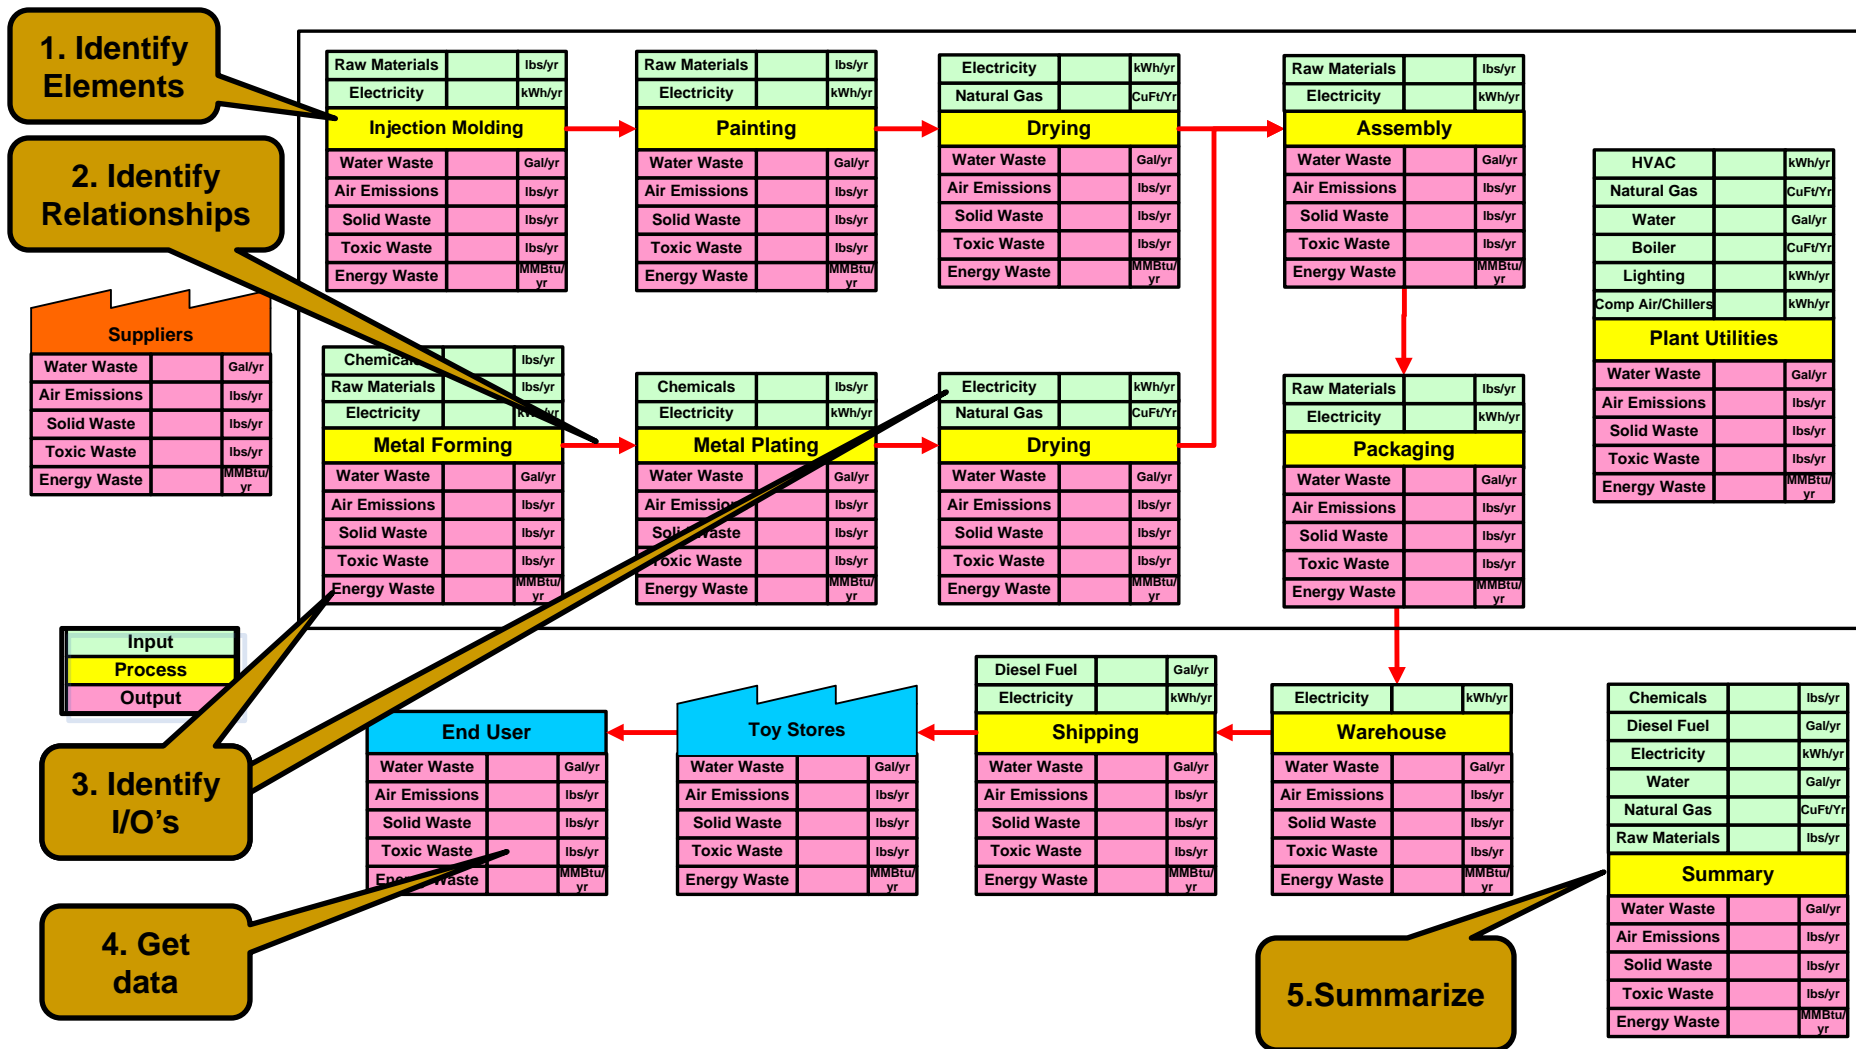 1. Identify
Elements
2. Identify
Relationships
Suppliers
Water Waste Gal/yr
Air Emissions lbs/yr
Solid Waste lbs/yr
Toxic Waste lbs/yr
Energy Waste MMBtu/
yr
Raw Materials lbs/yr
Electricity kWh/yr
Injection Molding
Water Waste Gal/yr
Air Emissions lbs/yr
Solid Waste lbs/yr
Toxic Waste lbs/yr
Energy Waste MMBtu/
yr
Raw Materials lbs/yr
Electricity kWh/yr
Painting
Water Waste Gal/yr
Air Emissions lbs/yr
Solid Waste lbs/yr
Toxic Waste lbs/yr
Energy Waste MMBtu/
yr
Electricity kWh/yr
Natural Gas CuFt/Yr
Drying
Water Waste Gal/yr
Air Emissions lbs/yr
Solid Waste lbs/yr
Toxic Waste lbs/yr
Energy Waste MMBtu/
yr
Raw Materials lbs/yr
Electricity kWh/yr
Assembly
Water Waste Gal/yr
Air Emissions lbs/yr
Solid Waste lbs/yr
Toxic Waste lbs/yr
Energy Waste MMBtu/
yr
HVAC kWh/yr
Natural Gas CuFt/Yr
Water Gal/yr
Boiler CuFt/Yr
Lighting kWh/yr
Comp Air/Chillers kWh/yr
Plant Utilities
Water Waste Gal/yr
Air Emissions lbs/yr
Solid Waste lbs/yr
Toxic Waste lbs/yr
Energy Waste MMBtu/
yr
Chemicals lbs/yr
Raw Materials lbs/yr
Electricity kWh/yr
Metal Forming
Water Waste Gal/yr
Air Emissions lbs/yr
Solid Waste lbs/yr
Toxic Waste lbs/yr
Energy Waste MMBtu/
yr
Chemicals lbs/yr
Electricity kWh/yr
Metal Plating
Water Waste Gal/yr
Air Emissions lbs/yr
Solid Waste lbs/yr
Toxic Waste lbs/yr
Energy Waste MMBtu/
yr
Electricity kWh/yr
Natural Gas CuFt/Yr
Drying
Water Waste Gal/yr
Air Emissions lbs/yr
Solid Waste lbs/yr
Toxic Waste lbs/yr
Energy Waste MMBtu/
yr
Raw Materials lbs/yr
Electricity kWh/yr
Packaging
Water Waste Gal/yr
Air Emissions lbs/yr
Solid Waste lbs/yr
Toxic Waste lbs/yr
Energy Waste MMBtu/
yr
Input
Process
Output
3. Identify
I/O’s
4. Get
data
End User
Water Waste Gal/yr
Air Emissions lbs/yr
Solid Waste lbs/yr
Toxic Waste lbs/yr
Energy Waste MMBtu/
yr
Toy Stores
Water Waste Gal/yr
Air Emissions lbs/yr
Solid Waste lbs/yr
Toxic Waste lbs/yr
Energy Waste MMBtu/
yr
Diesel Fuel Gal/yr
Electricity kWh/yr
Shipping
Water Waste Gal/yr
Air Emissions lbs/yr
Solid Waste lbs/yr
Toxic Waste lbs/yr
Energy Waste MMBtu/
yr
Electricity kWh/yr
Warehouse
Water Waste Gal/yr
Air Emissions lbs/yr
Solid Waste lbs/yr
Toxic Waste lbs/yr
Energy Waste MMBtu/
yr
5.Summarize
Chemicals lbs/yr
Diesel Fuel Gal/yr
Electricity kWh/yr
Water Gal/yr
Natural Gas CuFt/Yr
Raw Materials lbs/yr
Summary
Water Waste Gal/yr
Air Emissions lbs/yr
Solid Waste lbs/yr
Toxic Waste lbs/yr
Energy Waste MMBtu/
yr